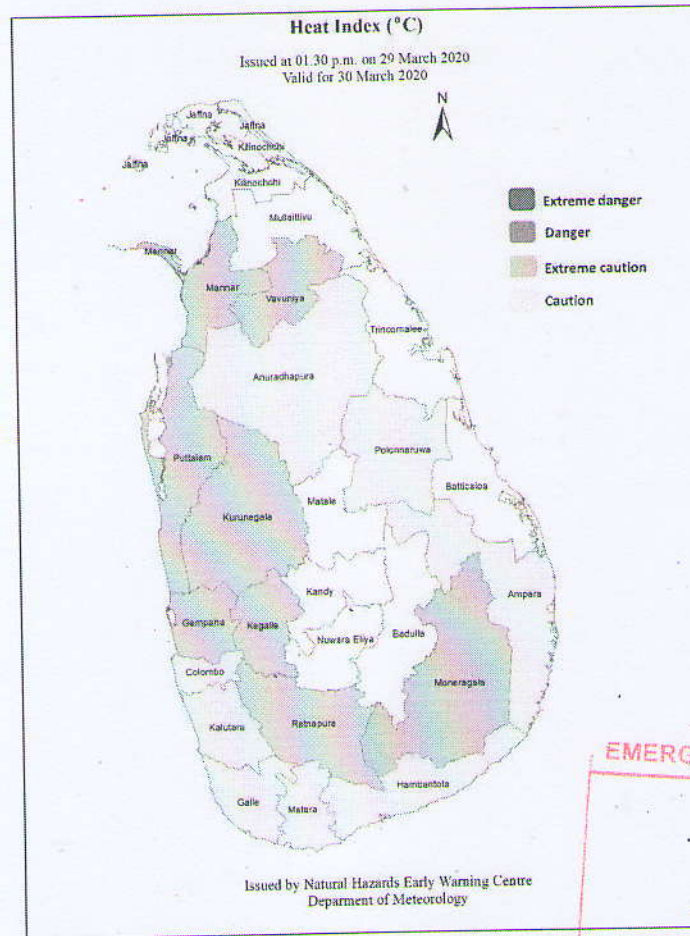 Heat Index (°C)
Issued at 01.30 p.m. on 29 March 2020
Valid for 30 March 2020
N
Jaffna
Jaffna
Jaffna
Kilinochchi
Jaffna
Kilinochchi
Mullaittivu
Extreme danger
Danger
Extreme caution
Caution
Mannar
Mannar
Vavuniya
Trincomalee
Anuradhapura
Polonnaruwa
Puttalam
Batticaloa
Matale
Kurunegala
Kandy
Ampara
Gampaha
Kegalle
Nuwara Eliya
Badulla
Colombo
Moneragala
Kalutara
Ratnapura
EMERG
Hambantota
Galle
Matara
Issued by Natural Hazards Early Warning Centre
Deparment of Meteorology